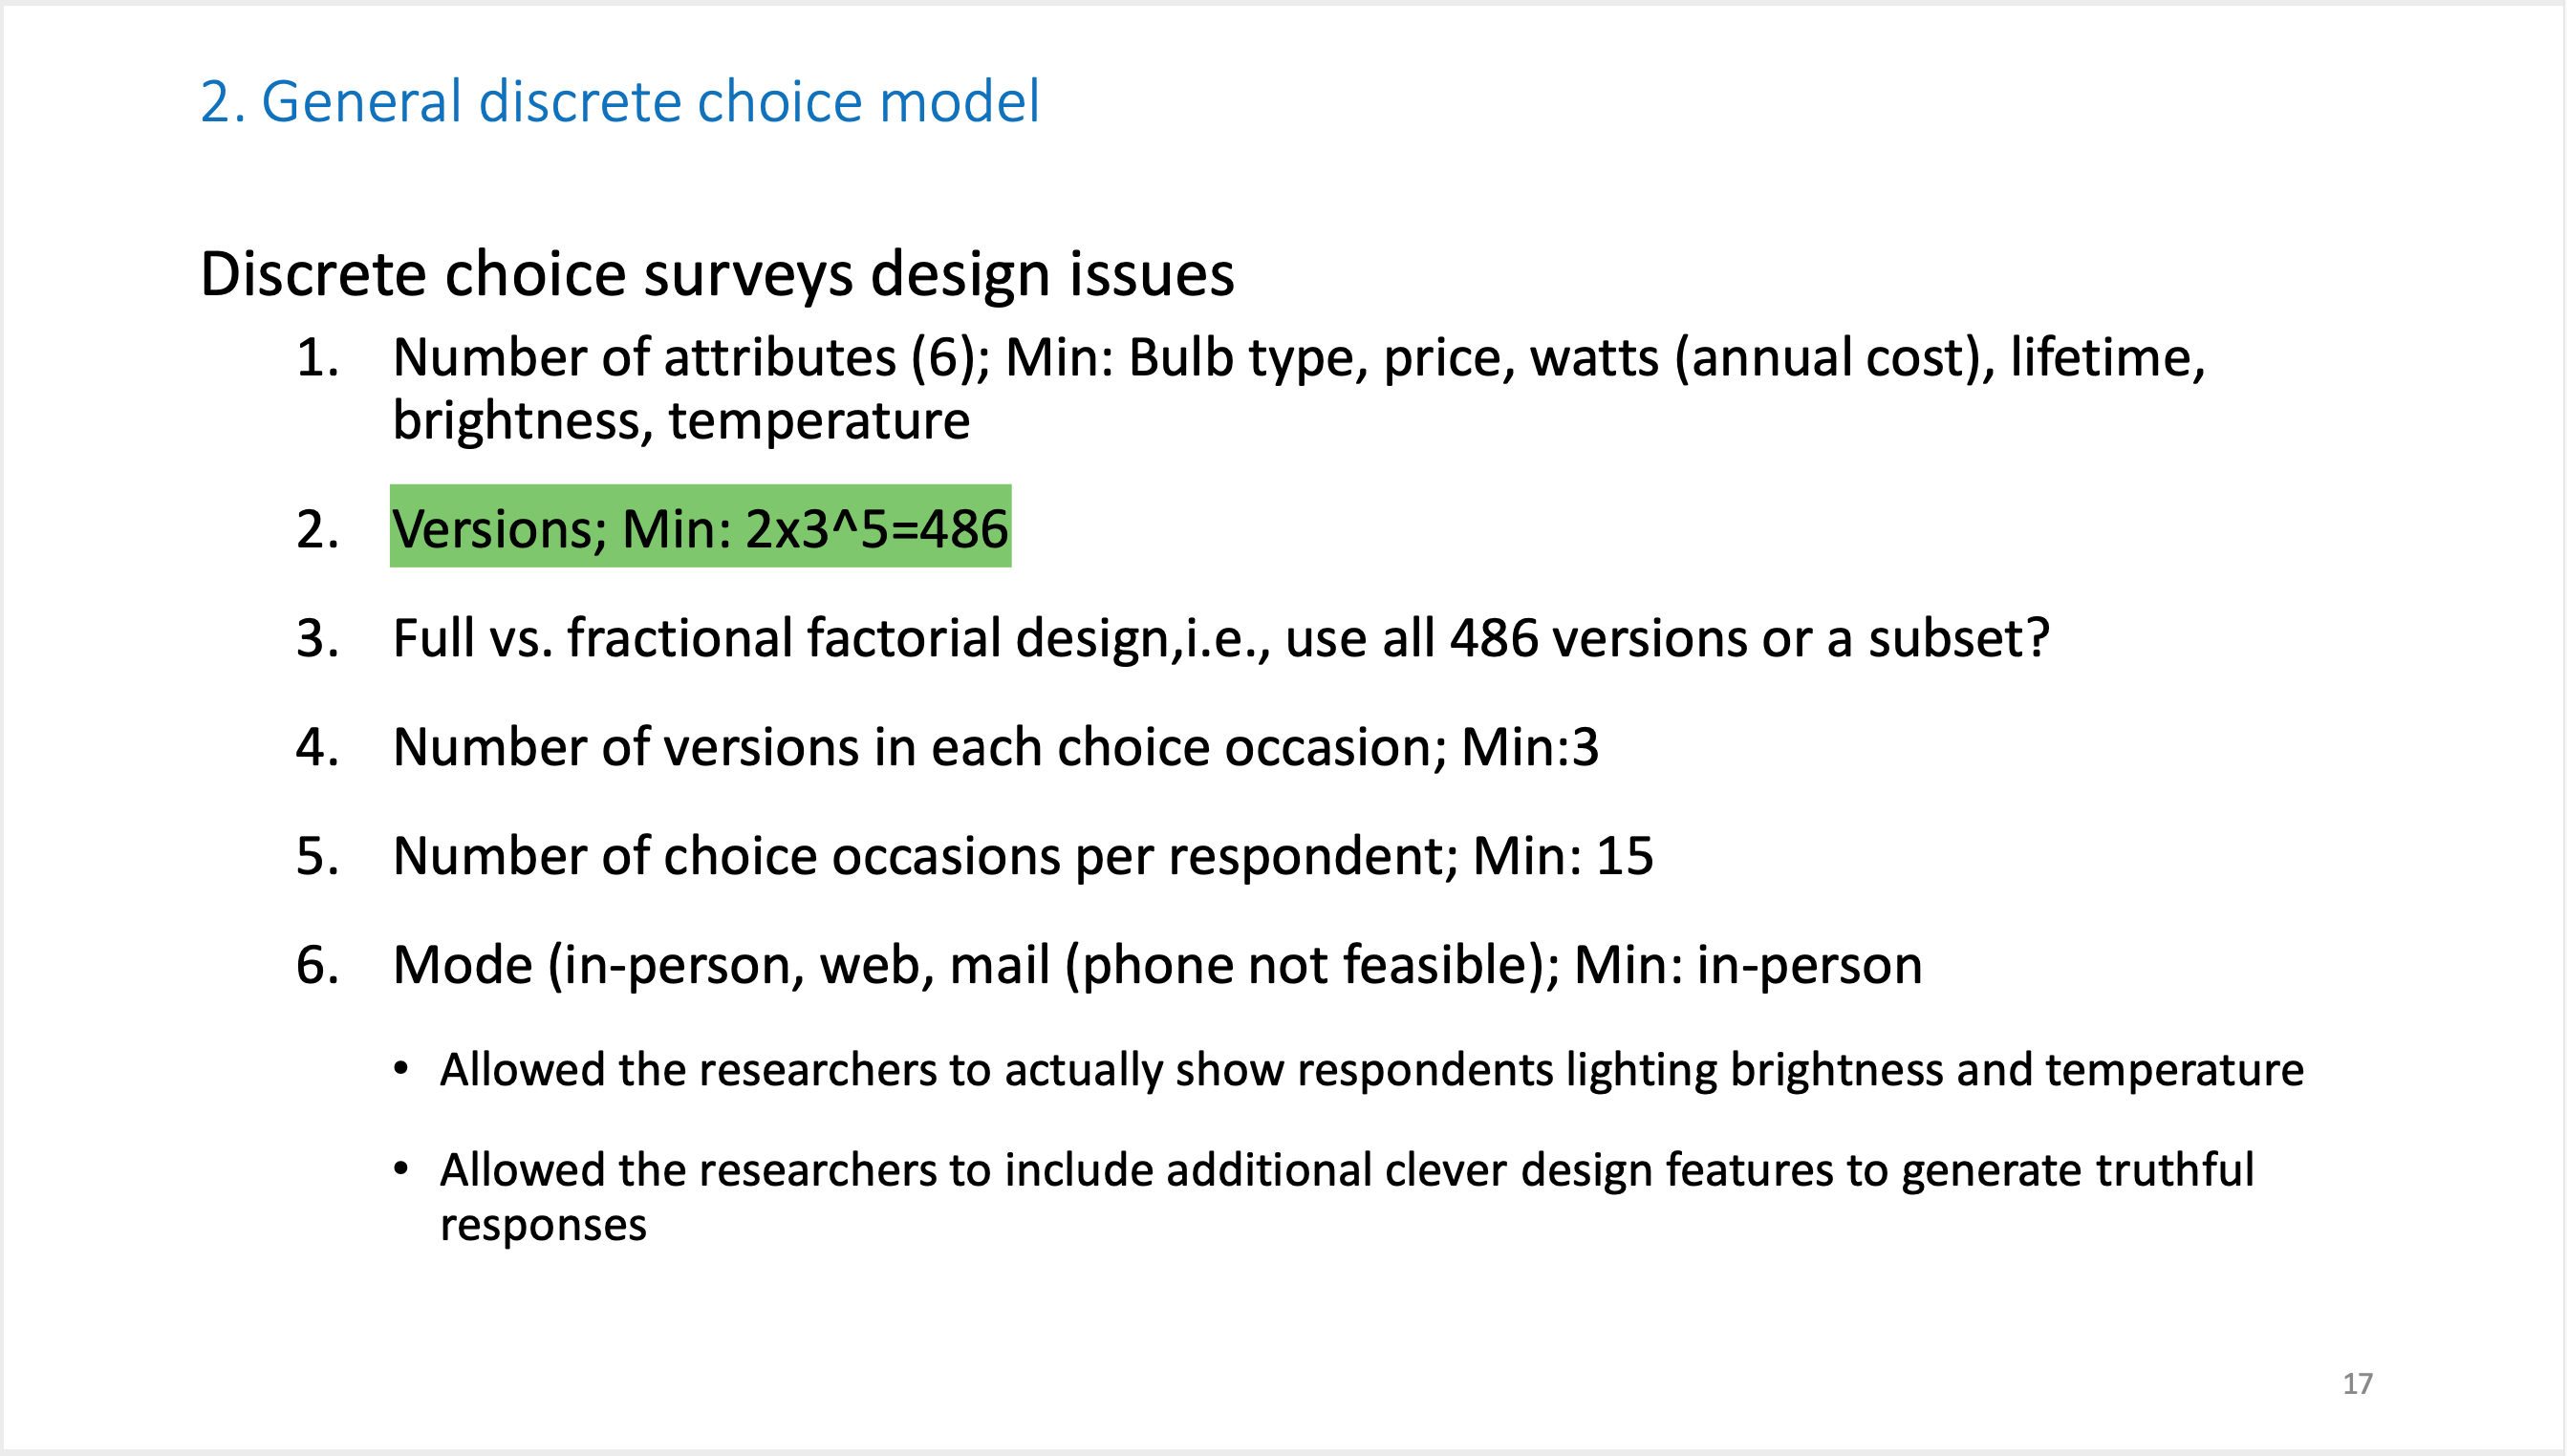 2. General discrete choice model
Discrete choice surveys design issues
1. Number of attributes (6); Min: Bulb type, price, watts (annual cost), lifetime,
brightness, temperature
2. Versions; Min: 2x3^5=486
3. Full vs. fractional factorial design,i.e., use all 486 versions or a subset?
4. Number of versions in each choice occasion; Min:3
5. Number of choice occasions per respondent; Min: 15
6. Mode (in-person, web, mail (phone not feasible); Min: in-person
• Allowed the researchers to actually show respondents lighting brightness and temperature
• Allowed the researchers to include additional clever design features to generate truthful
responses
17